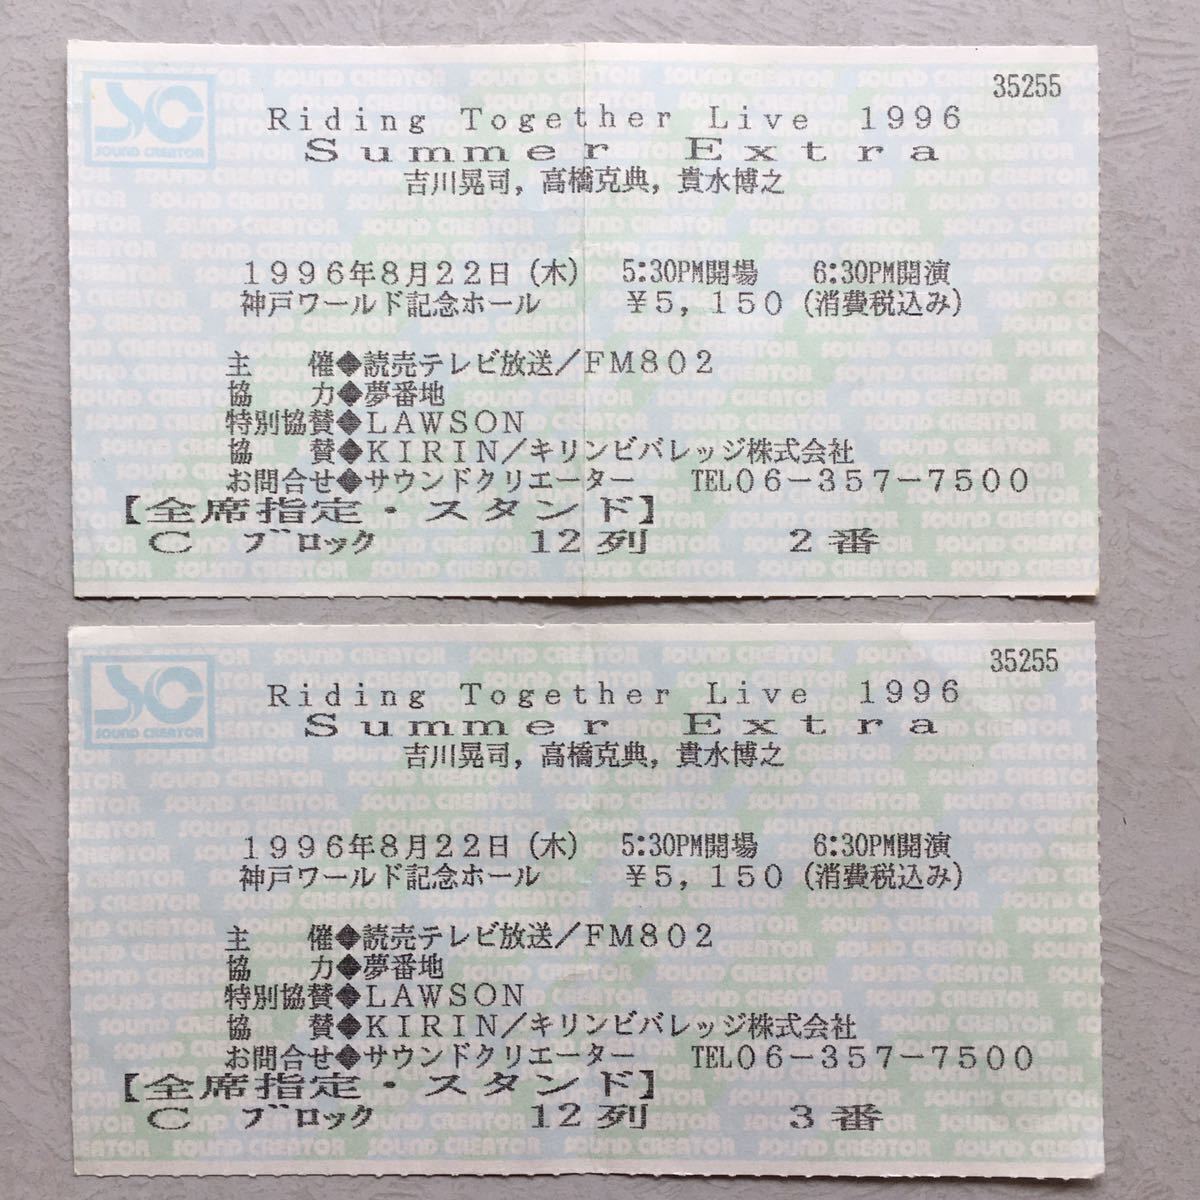 SC
SOUND CREATOR
35255
Riding Together Live 1996
Summer Extra
吉川晃司，高橋克典，貴水博之
1996年8月22日（木） 5:30PM開場 6:30PM開演
神戸ワールド記念ホール ￥5，150（消費税込み）
主 催◆読売テレビ放送／FM802
協 力◆夢番地
特別協賛◆LAWSON
協 賛◆KIRIN／キリンビバレッジ株式会社
お問合せ◆サウンドクリエーター TEL06－357－7500
【全席指定・スタンド】
C ブロック 12列 2番
SC
SOUND CREATOR
35255
Riding Together Live 1996
Summer Extra
吉川晃司，高橋克典，貴水博之
1996年8月22日（木） 5:30PM開場 6:30PM開演
神戸ワールド記念ホール ￥5，150（消費税込み）
主 催◆読売テレビ放送／FM802
協 力◆夢番地
特別協賛◆LAWSON
協 賛◆KIRIN／キリンビバレッジ株式会社
お問合せ◆サウンドクリエーター TEL06－357－7500
【全席指定・スタンド】
C ブロック 12列 3番